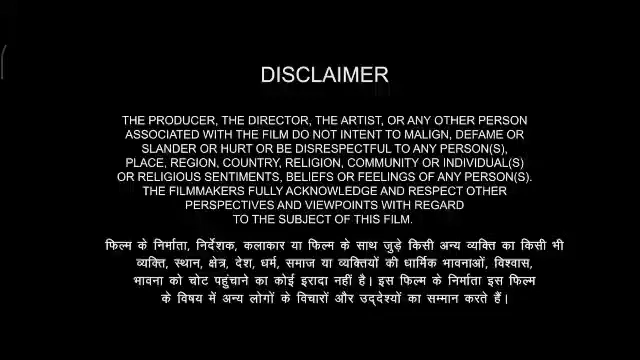 DISCLAIMER
THE PRODUCER, THE DIRECTOR, THE ARTIST, OR ANY OTHER PERSON
ASSOCIATED WITH THE FILM DO NOT INTENT TO MALIGN, DEFAME OR
SLANDER OR HURT OR BE DISRESPECTFUL TO ANY PERSON(S),
PLACE, REGION, COUNTRY, RELIGION, COMMUNITY OR INDIVIDUAL(S)
OR RELIGIOUS SENTIMENTS, BELIEFS OR FEELINGS OF ANY PERSON(S).
THE FILMMAKERS FULLY ACKNOWLEDGE AND RESPECT OTHER
PERSPECTIVES AND VIEWPOINTS WITH REGARD
TO THE SUBJECT OF THIS FILM.
फिल्म के निर्माता, निर्देशक, कलाकार या फिल्म के साथ जुड़े किसी अन्य व्यक्ति का किसी भी
व्यक्ति, स्थान, क्षेत्र, देश, धर्म, समाज या व्यक्तियों की धार्मिक भावनाओं, विश्वास,
भावना को चोट पहुंचाने का कोई इरादा नहीं है। इस फिल्म के निर्माता इस फिल्म
के विषय में अन्य लोगों के विचारों और उद्देश्यों का सम्मान करते हैं।